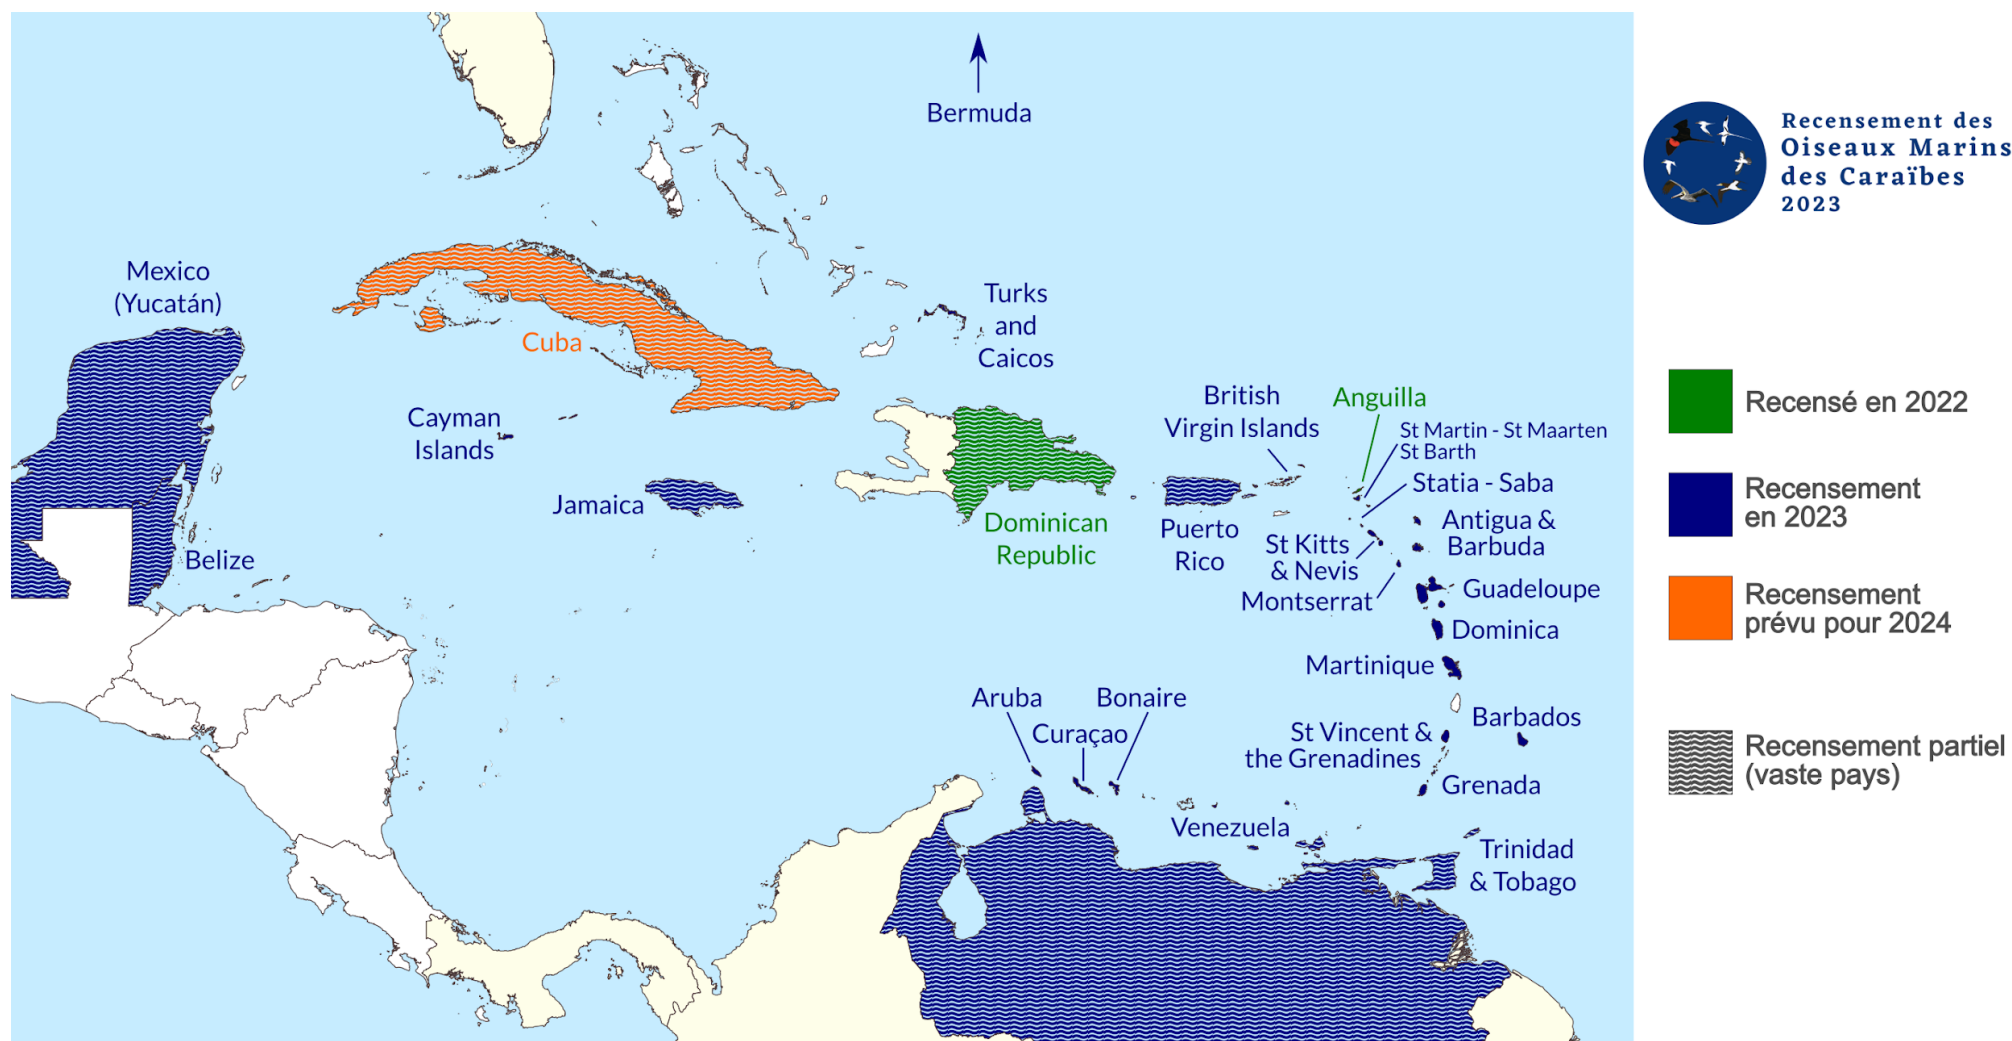 Bermuda
Recensement des
Oiseaux Marins
des Caraïbes
2023
Mexico
(Yucatán)
Turks
and
Caicos
Cuba
Cayman
Islands
British
Virgin Islands
Anguilla
St Martin - St Maarten
St Barth
Statia - Saba
Jamaica
Dominican
Republic
Puerto
Rico
Antigua &
Barbuda
St Kitts
& Nevis
Montserrat
Belize
Guadeloupe
Dominica
Martinique
Aruba
Bonaire
Curaçao
Barbados
St Vincent &
the Grenadines
Grenada
Venezuela
Trinidad
& Tobago
Recensé en 2022
Recensement
en 2023
Recensement
prévu pour 2024
Recensement partiel
(vaste pays)